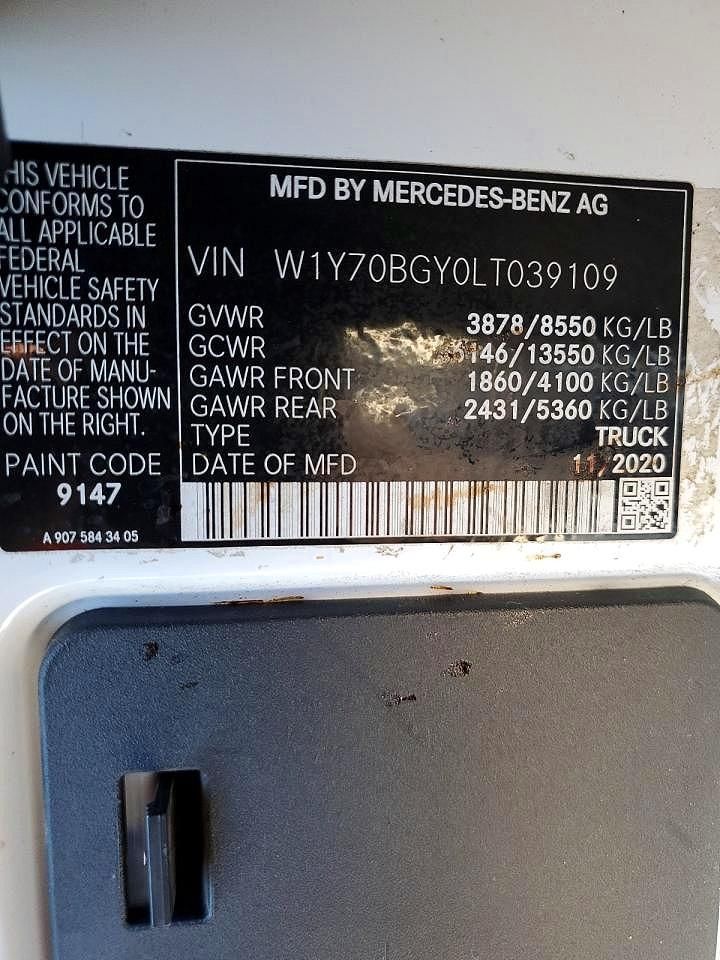 THIS VEHICLE
CONFORMS TO
ALL APPLICABLE
FEDERAL
VEHICLE SAFETY
STANDARDS IN
EFFECT ON THE
DATE OF MANU-
FACTURE SHOWN
ON THE RIGHT.
PAINT CODE
9147
A 907 584 34 05
MFD BY MERCEDES-BENZ AG
VIN W1Y70BGY0LT039109
GVWR 3878/8550 KG/LB
GCWR 6146/13550 KG/LB
GAWR FRONT 1860/4100 KG/LB
GAWR REAR 2431/5360 KG/LB
TYPE TRUCK
DATE OF MFD 11/2020